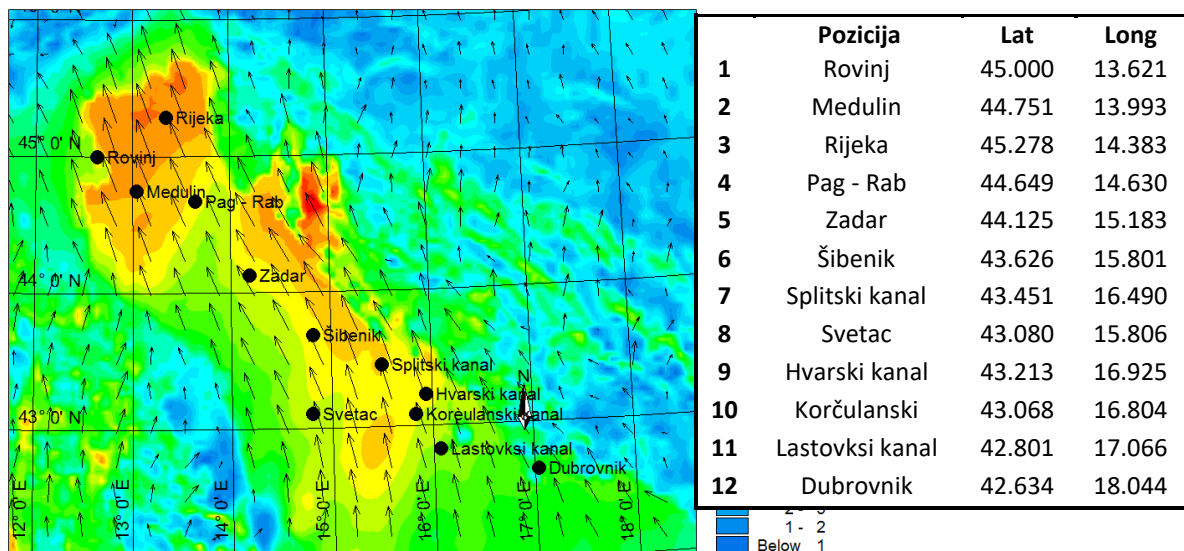 Rijeka
45° 0' N
Rovinj
Medulin
Pag - Rab
44° 0' N
Zadar
Šibenik
Splitski kanal
Hvarski kanal
Svetac
Korčulanski kanal
43° 0' N
N
Lastovksi kanal
Dubrovnik
12° 0' E
13° 0' E
14° 0' E
15° 0' E
16° 0' E
17° 0' E
18° 0' E
Pozicija Lat Long
1 Rovinj 45.000 13.621
2 Medulin 44.751 13.993
3 Rijeka 45.278 14.383
4 Pag - Rab 44.649 14.630
5 Zadar 44.125 15.183
6 Šibenik 43.626 15.801
7 Splitski kanal 43.451 16.490
8 Svetac 43.080 15.806
9 Hvarski kanal 43.213 16.925
10 Korčulanski 43.068 16.804
11 Lastovksi kanal 42.801 17.066
12 Dubrovnik 42.634 18.044
1 - 2
Below 1